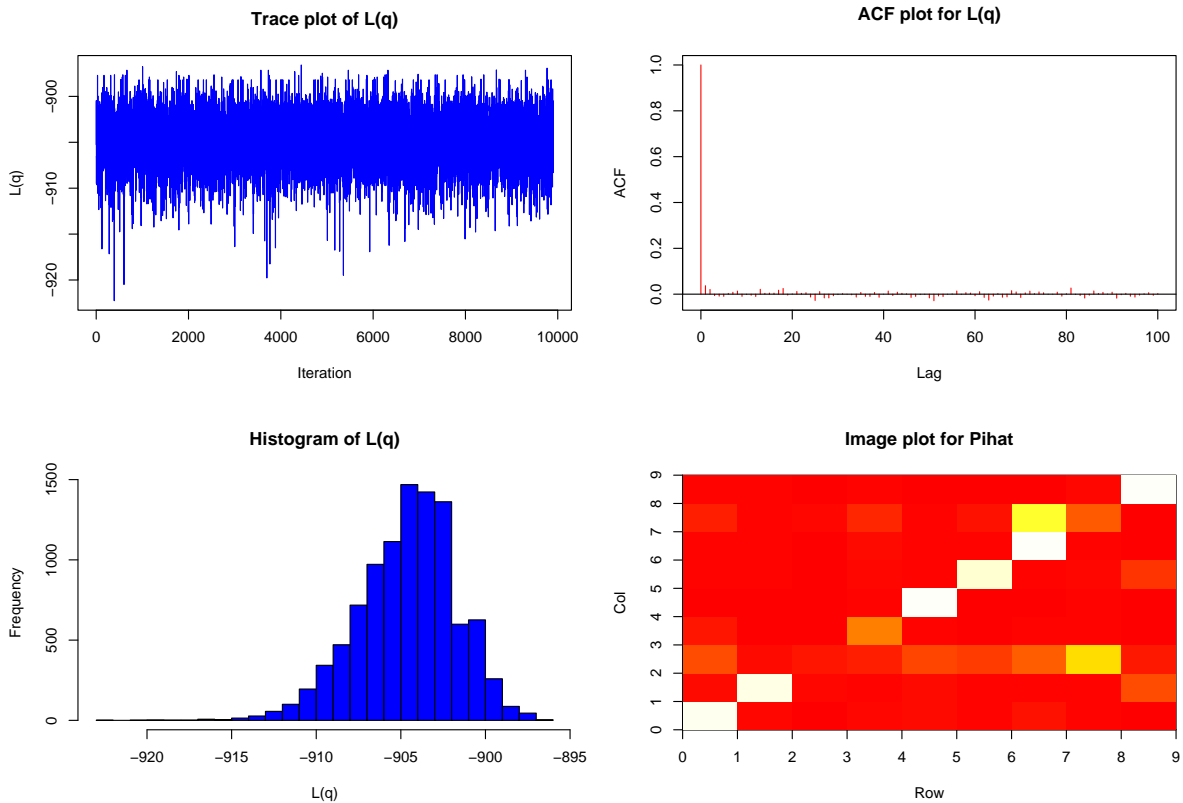 Trace plot of L(q)
L(q)
-900
-910
-920
0 2000 4000 6000 8000 10000
Iteration
ACF plot for L(q)
ACF
1.0
0.8
0.6
0.4
0.2
0.0
0 20 40 60 80 100
Lag
Histogram of L(q)
Frequency
1500
1000
500
0
−920 −915 −910 −905 −900 −895
L(q)
Image plot for Pihat
Col
9
8
7
6
5
4
3
2
1
0
0 1 2 3 4 5 6 7 8 9
Row